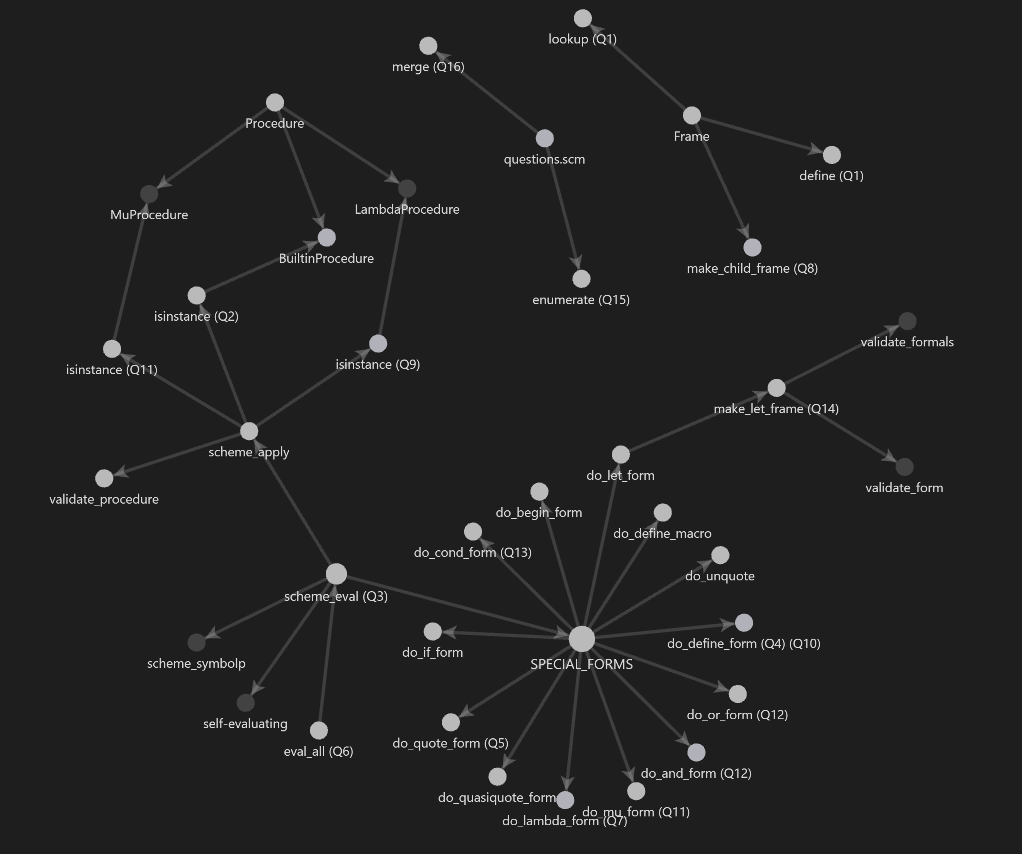 lookup (Q1)
merge (Q16)
Procedure
Frame
questions.scm
define (Q1)
MuProcedure
LambdaProcedure
BuiltinProcedure
make_child_frame (Q8)
enumerate (Q15)
isinstance (Q2)
validate_formals
isinstance (Q11)
isinstance (Q9)
make_let_frame (Q14)
scheme_apply
do_let_form
validate_form
validate_procedure
do_begin_form
do_define_macro
do_cond_form (Q13)
do_unquote
scheme_eval (Q3)
do_define_form (Q4) (Q10)
do_if_form
scheme_symbolp
SPECIAL_FORMS
do_or_form (Q12)
self-evaluating
do_quote_form (Q5)
eval_all (Q6)
do_and_form (Q12)
do_quasiquote_form
do_mu_form (Q11)
do_lambda_form (Q7)